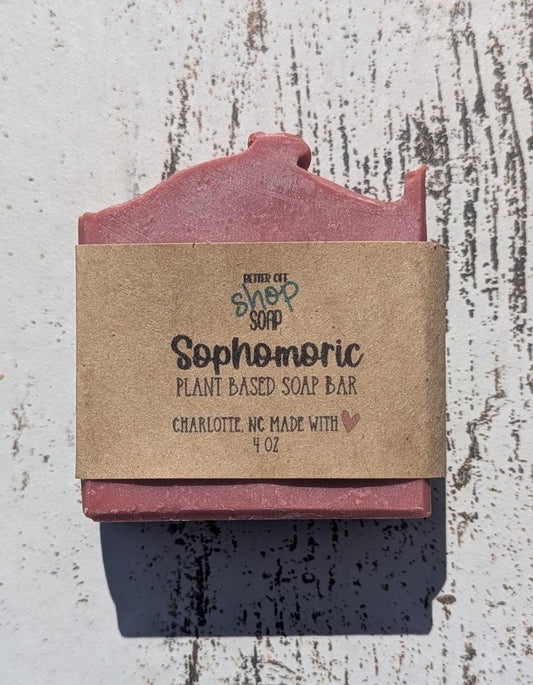 BETTER OFF
shop
SOAP
Sophomoric
PLANT BASED SOAP BAR
CHARLOTTE, NC MADE WITH
4 OZ